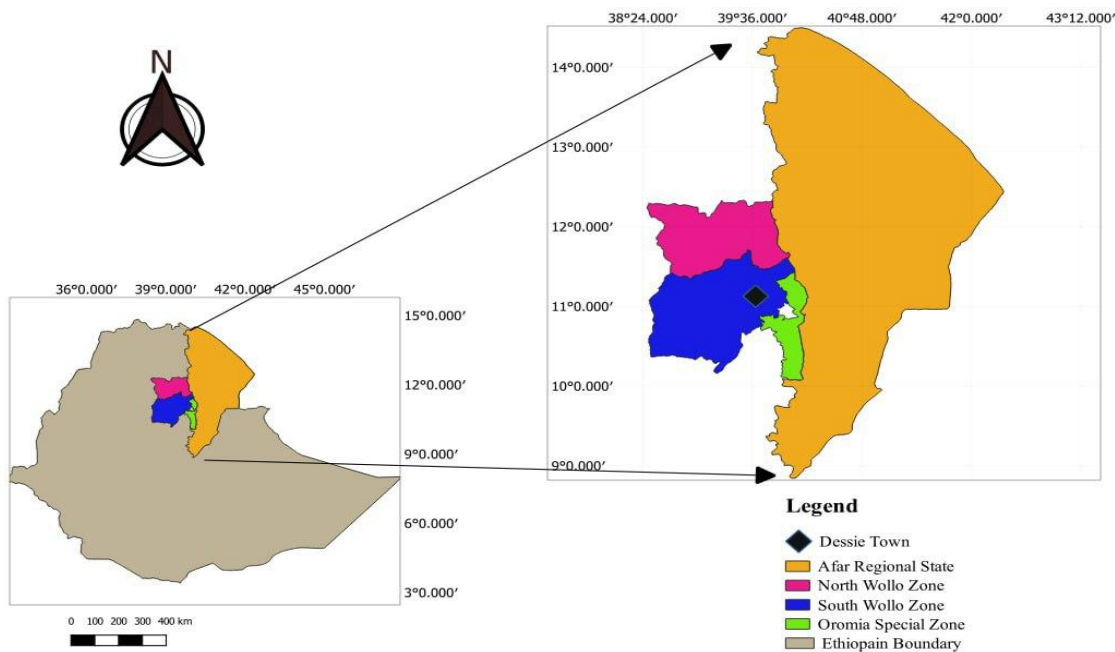 N
38°24.000′ 39°36.000′ 40°48.000′ 42°0.000′ 43°12.000′
14°0.000′
13°0.000′
12°0.000′
11°0.000′
10°0.000′
9°0.000′
36°0.000′ 39°0.000′ 42°0.000′ 45°0.000′
15°0.000′
12°0.000′
9°0.000′
6°0.000′
3°0.000′
0 100 200 300 400 km
Legend
Dessie Town
Afar Regional State
North Wollo Zone
South Wollo Zone
Oromia Special Zone
Ethiopain Boundary